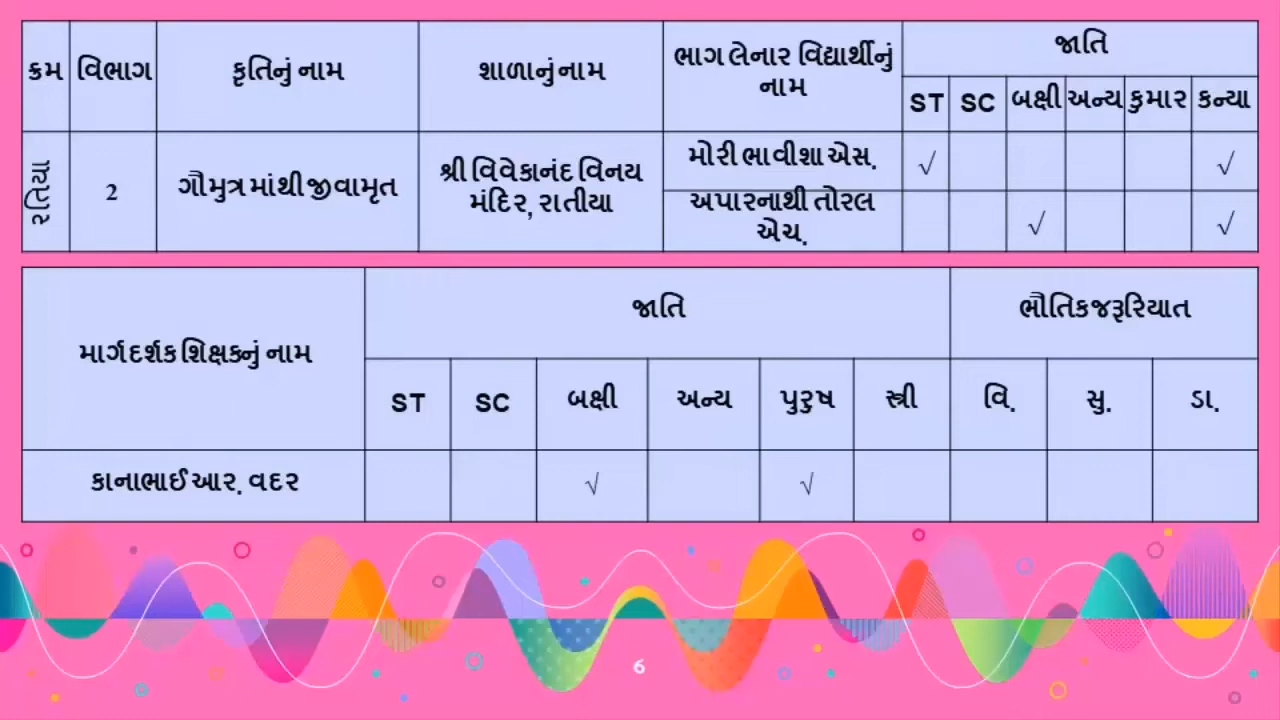 ક્રમ વિભાગ કૃતિનું નામ શાળાનું નામ ભાગ લેનાર વિદ્યાર્થીનું
નામ
જાતિ
ST SC બક્ષી અન્ય કુમાર કન્યા
રતિયા 2 ગૌમુત્ર માંથી જીવામૃત શ્રી વિવેકાનંદ વિનય
મંદિર, રાતીયા
મોરી ભાવીશા એસ. √ √
અપારનાથી તોરલ
એચ. √ √
માર્ગદર્શક શિક્ષકનું નામ જાતિ ભૌતિક જરૂરિયાત
ST SC બક્ષી અન્ય પુરુષ સ્ત્રી વિ. સુ. ડા.
કાનાભાઈ આર. વદર √ √
6